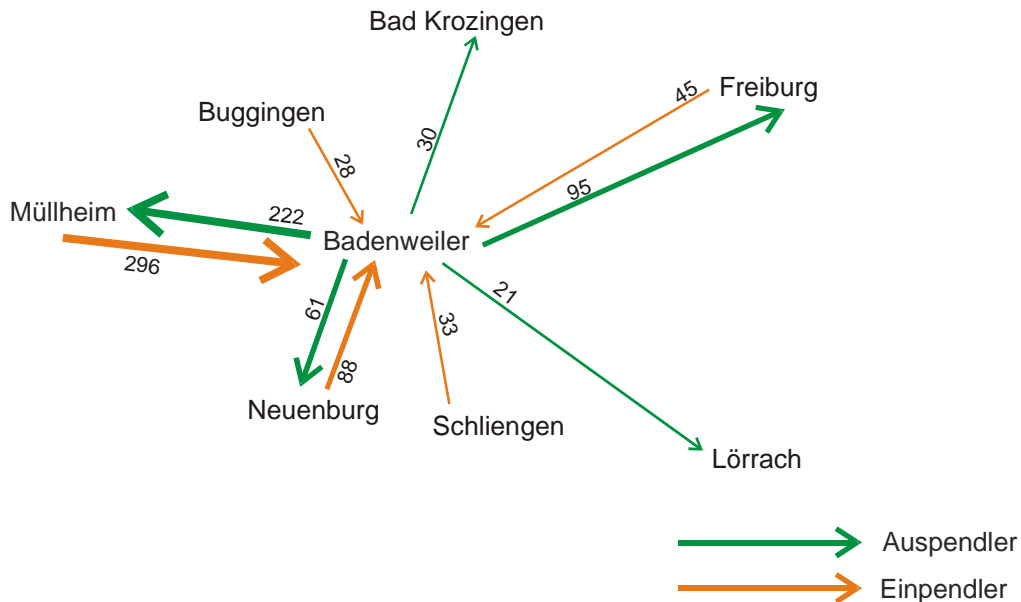 Bad Krozingen
Freiburg
45
Buggingen
30
28
95
Müllheim
222
Badenweiler
296
21
61
33
88
Neuenburg
Schliengen
Lörrach
Auspendler
Einpendler